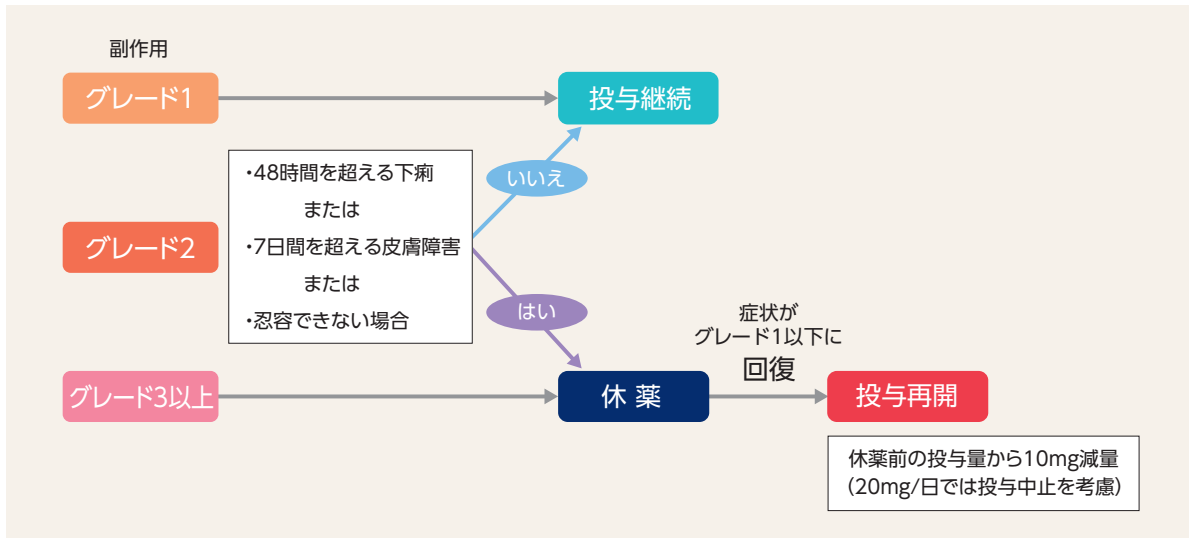 副作用
グレード1
投与継続
・48時間を超える下痢
または
・7日間を超える皮膚障害
または
・忍容できない場合
いいえ
グレード2
はい
症状が
グレード1以下に
回復
グレード3以上
休 薬
投与再開
休薬前の投与量から10mg減量
(20mg/日では投与中止を考慮)